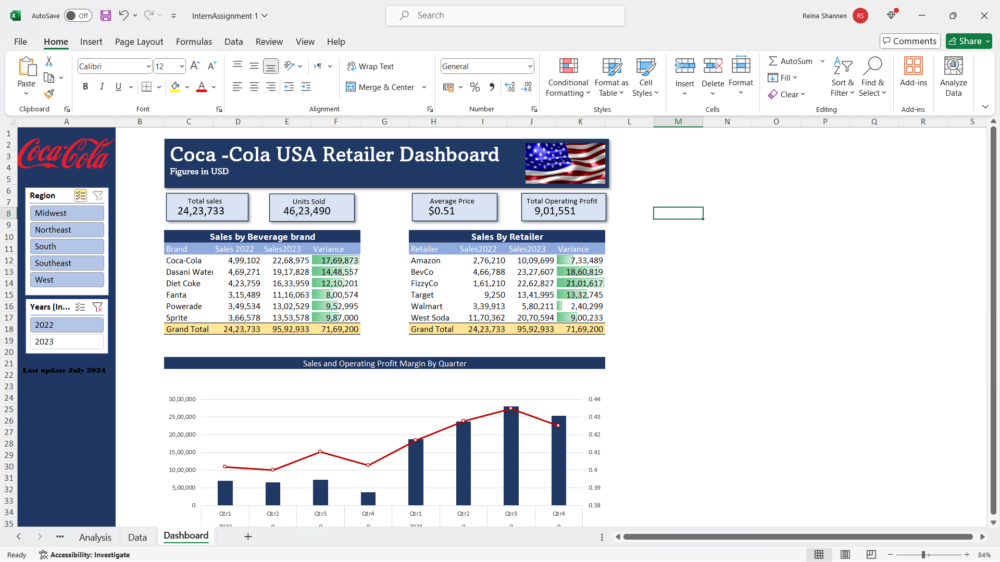 AutoSave Off InternAssignment 1 Search Reina Shannen RS
File Home Insert Page Layout Formulas Data Review View Help Comments Share
Paste Calibri 12 Wrap Text General Conditional Formatting Format as Table Cell Styles Insert Delete Format AutoSum Sort & Filter Find & Select Add-ins Analyze Data
B I U Merge & Center % Fill
Clear
Clipboard Font Alignment Number Styles Cells Editing Add-ins
A B C D E F G H I J K L M N O P Q R S
1
2
3
4
5
6
7
8
9
10
11
12
13
14
15
16
17
18
19
20
21
22
23
24
25
26
27
28
29
30
31
32
33
34
35
Coca-Cola
Region
Midwest
Northeast
South
Southeast
West
Years (In...
2022
2023
Last update July 2024
Coca -Cola USA Retailer Dashboard
Figures in USD
Total sales
24,23,733
Units Sold
46,23,490
Average Price
$0.51
Total Operating Profit
9,01,551
Sales by Beverage brand
Brand Sales 2022 Sales2023 Variance
Coca-Cola 4,99,102 22,68,975 17,69,873
Dasani Water 4,69,271 19,17,828 14,48,557
Diet Coke 4,23,759 16,33,959 12,10,201
Fanta 3,15,489 11,16,063 8,00,574
Powerade 3,49,534 13,02,529 9,52,995
Sprite 3,66,578 13,53,578 9,87,000
Grand Total 24,23,733 95,92,933 71,69,200
Sales By Retailer
Retailer Sales2022 Sales2023 Variance
Amazon 2,76,210 10,09,699 7,33,489
BevCo 4,66,788 23,27,607 18,60,819
FizzyCo 1,61,210 22,62,827 21,01,617
Target 9,250 13,41,995 13,32,745
Walmart 3,39,913 5,80,211 2,40,299
West Soda 11,70,362 20,70,594 9,00,233
Grand Total 24,23,733 95,92,933 71,69,200
Sales and Operating Profit Margin By Quarter
30,00,000 0.44
25,00,000 0.43
20,00,000 0.42
15,00,000 0.41
10,00,000 0.4
5,00,000 0.39
0 0.38
Qtr1 Qtr2 Qtr3 Qtr4 Qtr1 Qtr2 Qtr3 Qtr4
2022 0 0 0 2023 0 0 0
Analysis Data Dashboard
Ready Accessibility: Investigate 84%